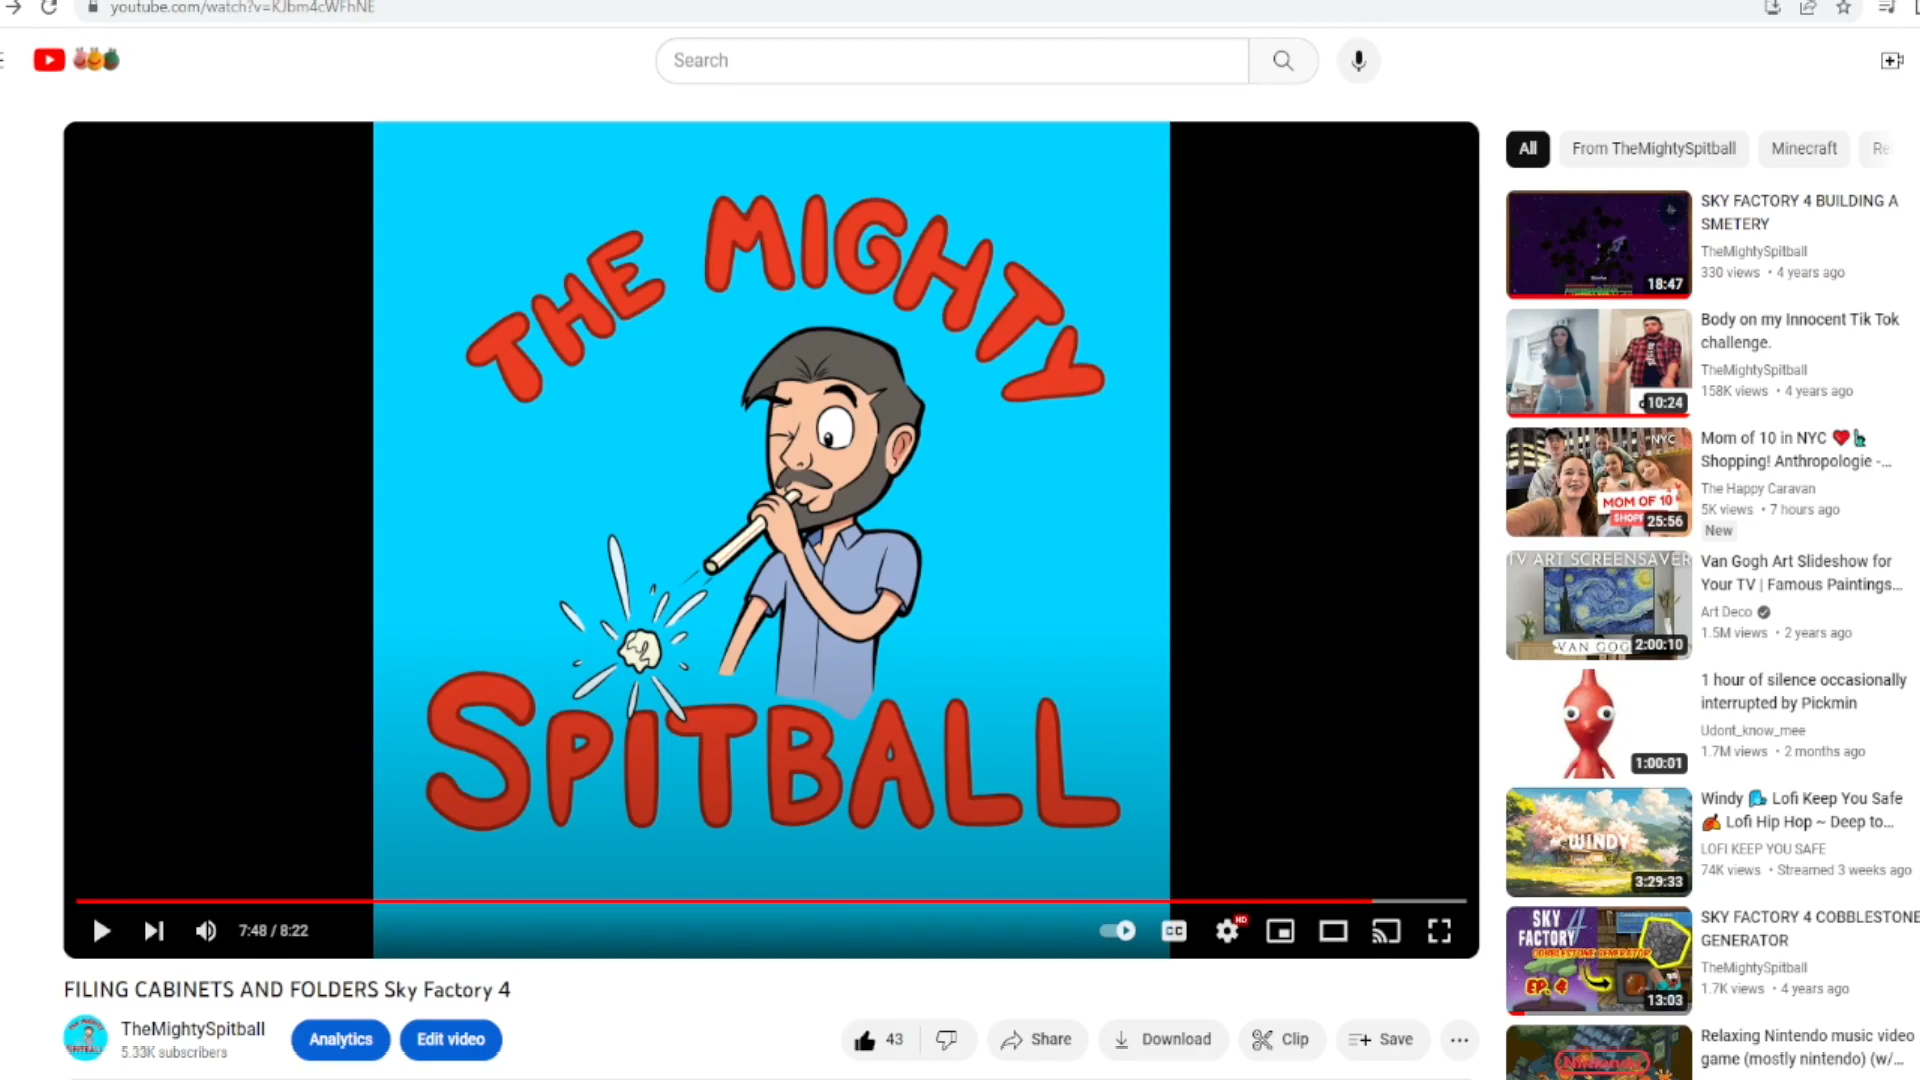 youtube.com/watch?v=KJbm4cWFhNE
Search
THE MIGHTY
SPITBALL
7:48 / 8:22
CC
HD
FILING CABINETS AND FOLDERS Sky Factory 4
TheMightySpitball
5.33K subscribers
Analytics
Edit video
43
Share
Download
Clip
Save
All
From TheMightySpitball
Minecraft
Re
18:47
SKY FACTORY 4 BUILDING A
SMETERY
TheMightySpitball
330 views • 4 years ago
10:24
Body on my Innocent Tik Tok
challenge.
TheMightySpitball
158K views • 4 years ago
NYC
MOM OF 10
SHOPP
25:56
Mom of 10 in NYC
Shopping! Anthropologie -...
The Happy Caravan
5K views • 7 hours ago
New
TV ART SCREENSAVER
VAN GOG
2:00:10
Van Gogh Art Slideshow for
Your TV | Famous Paintings...
Art Deco
1.5M views • 2 years ago
1:00:01
1 hour of silence occasionally
interrupted by Pickmin
Udont_know_mee
1.7M views • 2 months ago
WINDY
3:29:33
Windy Lofi Keep You Safe
Lofi Hip Hop ~ Deep to...
LOFI KEEP YOU SAFE
74K views • Streamed 3 weeks ago
SKY
FACTORY 4
COBBLESTONE GENERATOR
EP. 4
13:03
SKY FACTORY 4 COBBLESTONE
GENERATOR
TheMightySpitball
1.7K views • 4 years ago
Nintendo
Relaxing Nintendo music video
game (mostly nintendo) (w/...